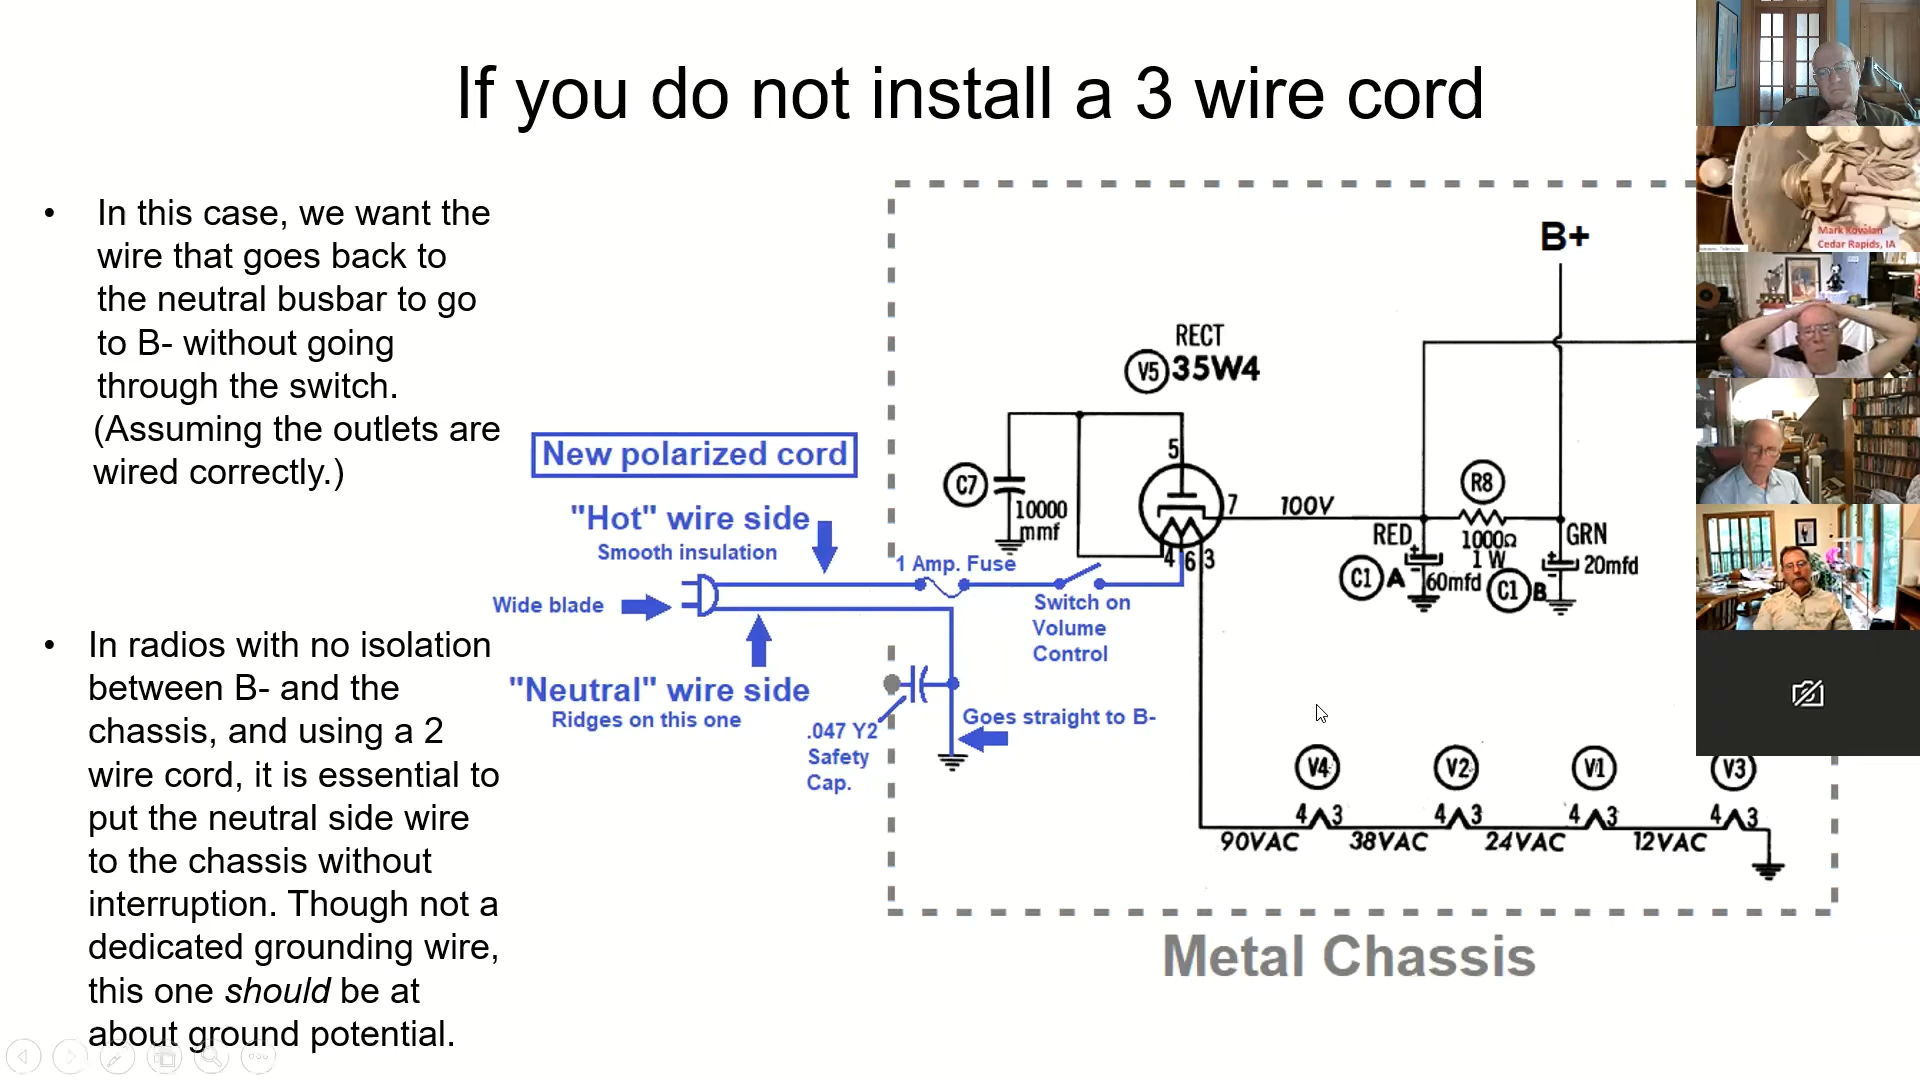 If you do not install a 3 wire cord
• In this case, we want the
wire that goes back to
the neutral busbar to go
to B- without going
through the switch.
(Assuming the outlets are
wired correctly.)
• In radios with no isolation
between B- and the
chassis, and using a 2
wire cord, it is essential to
put the neutral side wire
to the chassis without
interruption. Though not a
dedicated grounding wire,
this one should be at
about ground potential.
New polarized cord
"Hot" wire side
Smooth insulation
Wide blade
"Neutral" wire side
Ridges on this one
1 Amp. Fuse
Switch on
Volume
Control
.047 Y2
Safety
Cap.
Goes straight to B-
B+
RECT
V5 35W4
5
C7
10000
mmf
7
100V
4 6 3
R8
1000Ω
1 W
RED
C1 A
60mfd
GRN
C1 B
20mfd
V4 V2 V1 V3
4 3 4 3 4 3 4 3
90VAC 38VAC 24VAC 12VAC
Metal Chassis
Mark Kovalan
Cedar Rapids, IA